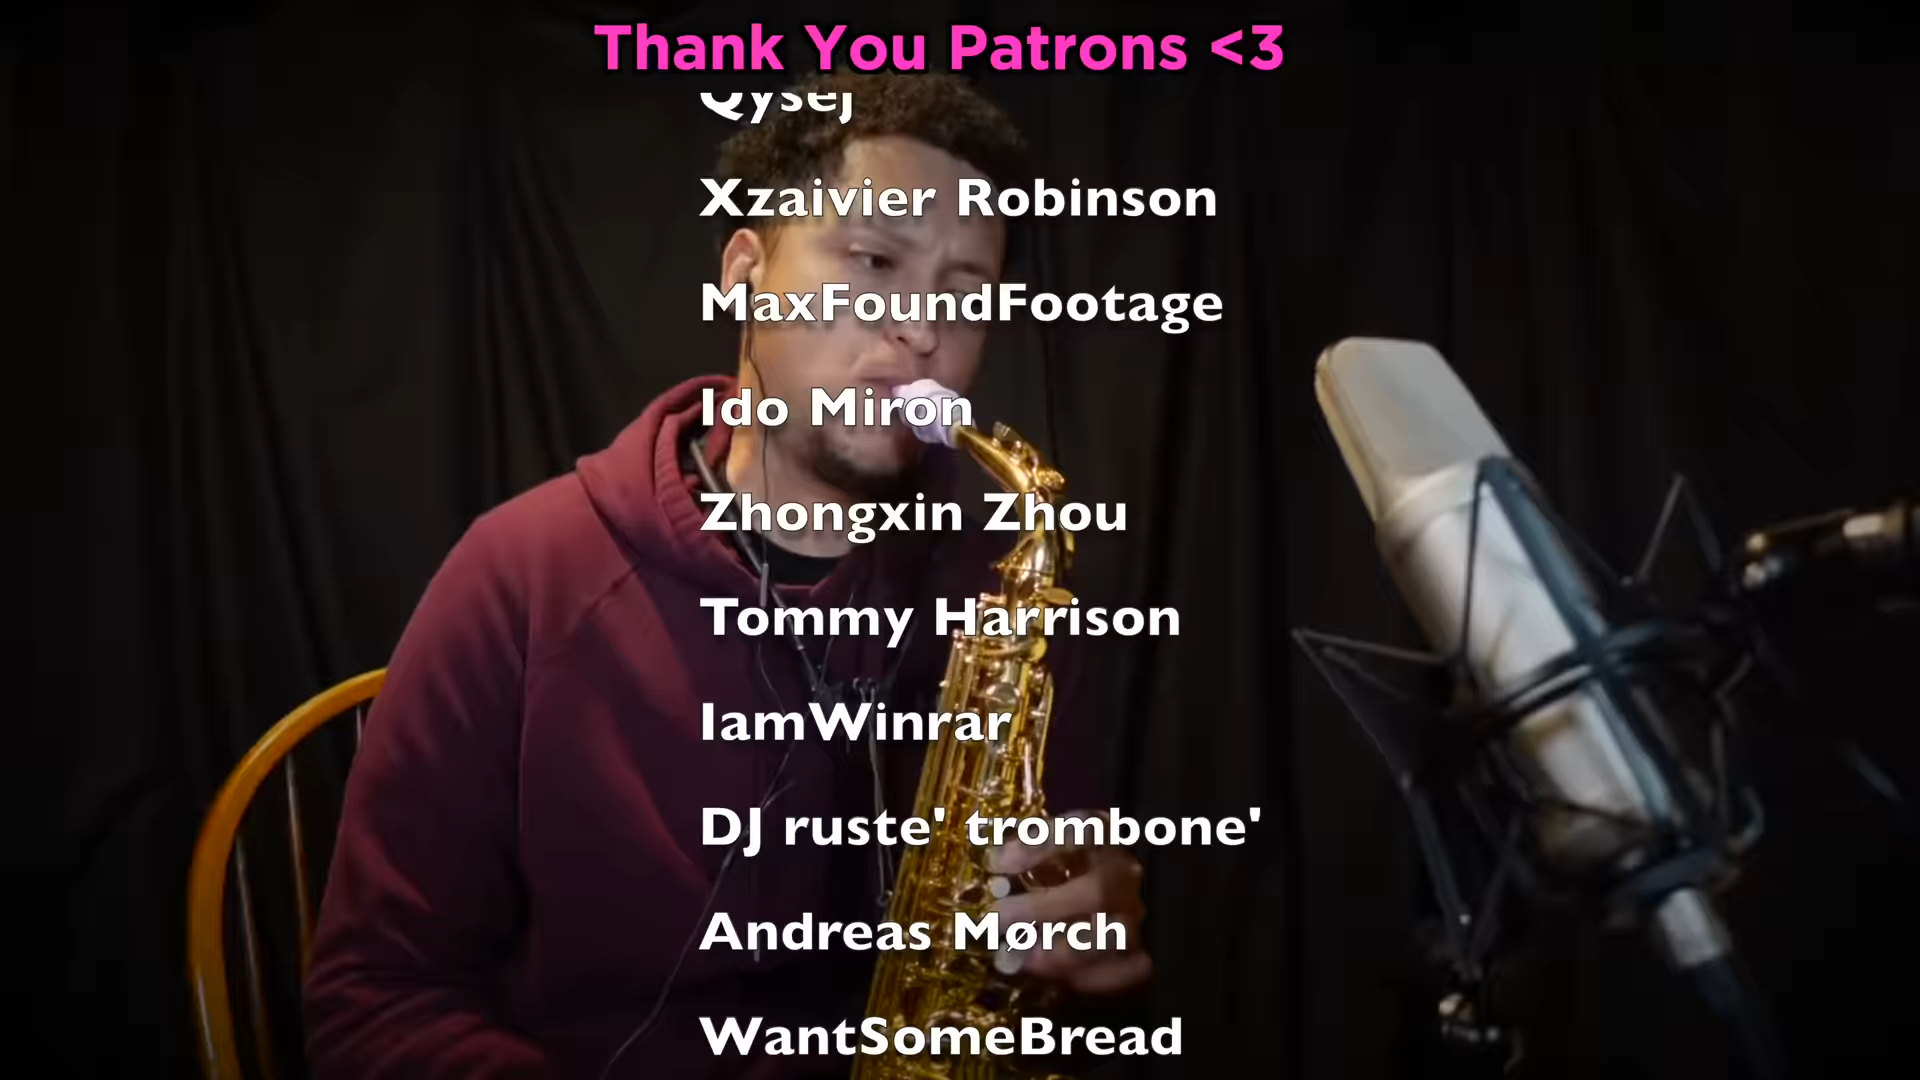 Thank You Patrons <3
Qysej
Xzaivier Robinson
MaxFoundFootage
Ido Miron
Zhongxin Zhou
Tommy Harrison
IamWinrar
DJ ruste' trombone'
Andreas Mørch
WantSomeBread